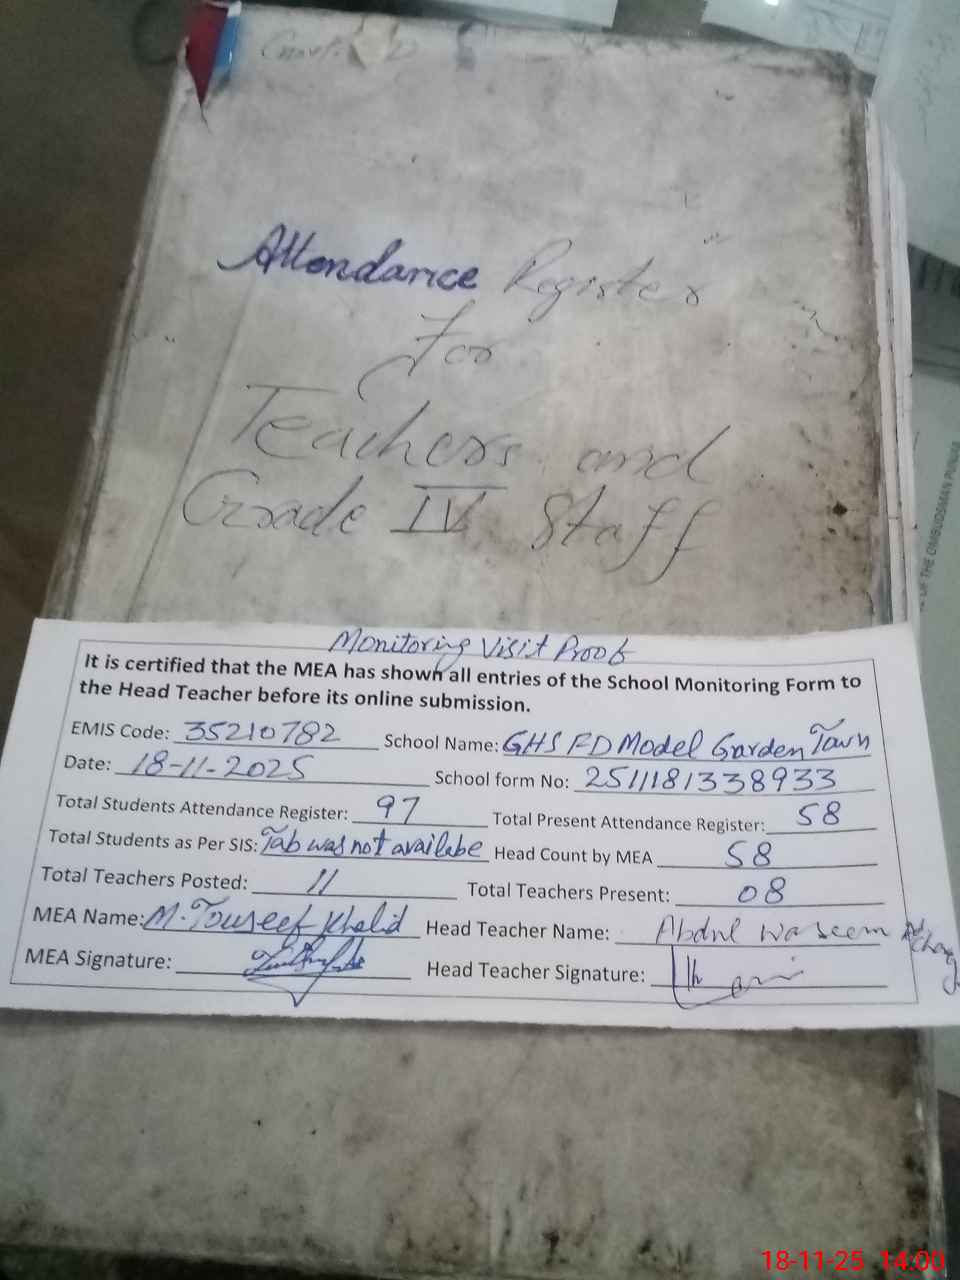 Attendance Register
For
Teachers and
Grade IV Staff
OF THE OMBUDSMAN PUNJAB
Monitoring Visit Proof
It is certified that the MEA has shown all entries of the School Monitoring Form to
the Head Teacher before its online submission.
EMIS Code: 35210782 School Name: GHS FD Model Garden Town
Date: 18-11-2025 School form No: 2511181338933
Total Students Attendance Register: 97 Total Present Attendance Register: 58
Total Students as Per SIS: Tab was not availabe Head Count by MEA 58
Total Teachers Posted: 11 Total Teachers Present: 08
MEA Name: M. Touseef Khalid Head Teacher Name: Abdul Waseem
MEA Signature: Head Teacher Signature:
18-11-25 14:00